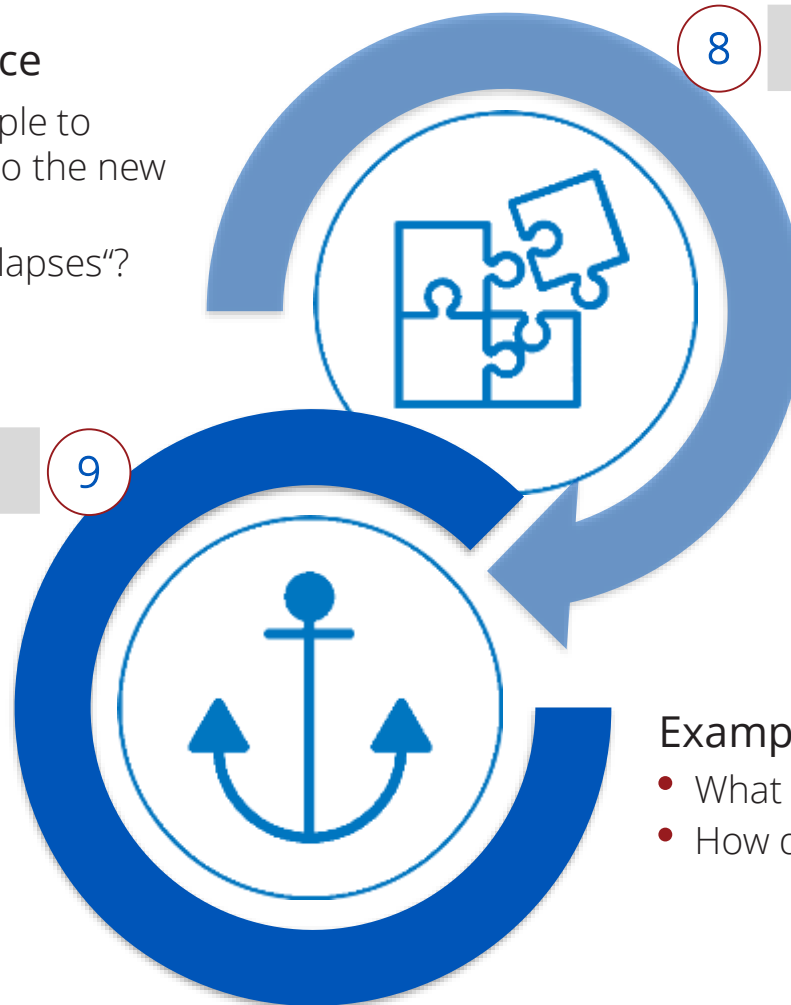 8
ce
ple to
o the new
lapses“?
9
Examp
• What
• How c